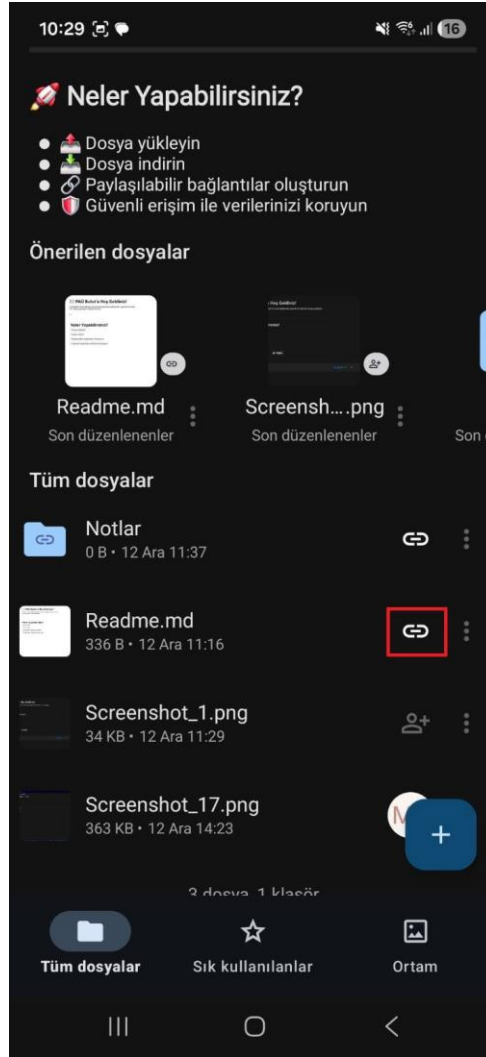 10:29
16
🚀 Neler Yapabilirsiniz?
● 📤 Dosya yükleyin
● 📥 Dosya indirin
● 🔗 Paylaşılabilir bağlantılar oluşturun
● 🛡️ Güvenli erişim ile verilerinizi koruyun
Önerilen dosyalar
Readme.md
Son düzenlenenler
Screensh....png
Son düzenlenenler
Son
Tüm dosyalar
Notlar
0 B • 12 Ara 11:37
Readme.md
336 B • 12 Ara 11:16
Screenshot_1.png
34 KB • 12 Ara 11:29
Screenshot_17.png
363 KB • 12 Ara 14:23
M
+
3 dosya, 1 klasör
Tüm dosyalar
Sık kullanılanlar
Ortam